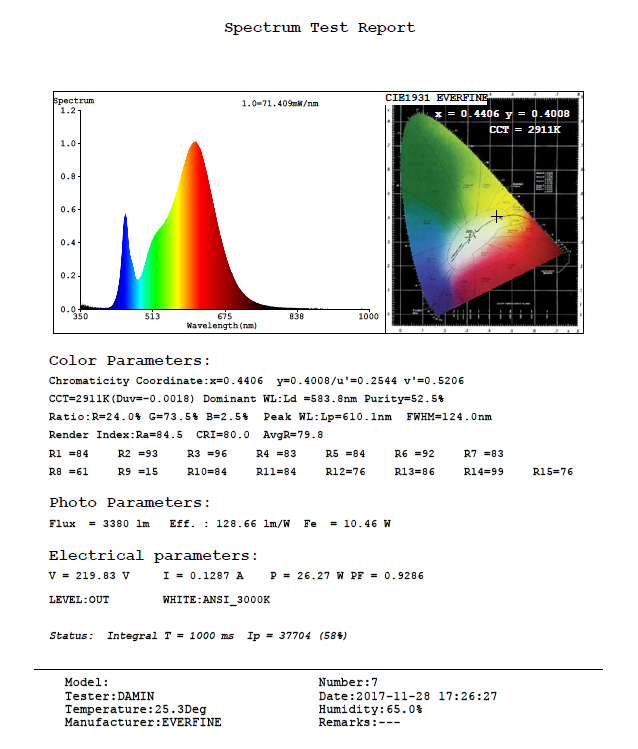 Spectrum Test Report
Spectrum
1.0=71.409mW/nm
1.2
1.0
0.8
0.6
0.4
0.2
0.0
350 513 675 838 1000
Wavelength(nm)
CIE1931 EVERFINE
x = 0.4406 y = 0.4008
CCT = 2911K
Color Parameters:
Chromaticity Coordinate:x=0.4406 y=0.4008/u'=0.2544 v'=0.5206
CCT=2911K(Duv=-0.0018) Dominant WL:Ld =583.8nm Purity=52.5%
Ratio:R=24.0% G=73.5% B=2.5% Peak WL:Lp=610.1nm FWHM=124.0nm
Render Index:Ra=84.5 CRI=80.0 AvgR=79.8
R1 =84 R2 =93 R3 =96 R4 =83 R5 =84 R6 =92 R7 =83
R8 =61 R9 =15 R10=84 R11=84 R12=76 R13=86 R14=99 R15=76
Photo Parameters:
Flux = 3380 lm Eff. : 128.66 lm/W Fe = 10.46 W
Electrical parameters:
V = 219.83 V I = 0.1287 A P = 26.27 W PF = 0.9286
LEVEL:OUT WHITE:ANSI_3000K
Status: Integral T = 1000 ms Ip = 37704 (58%)
Model: Number:7
Tester:DAMIN Date:2017-11-28 17:26:27
Temperature:25.3Deg Humidity:65.0%
Manufacturer:EVERFINE Remarks:---